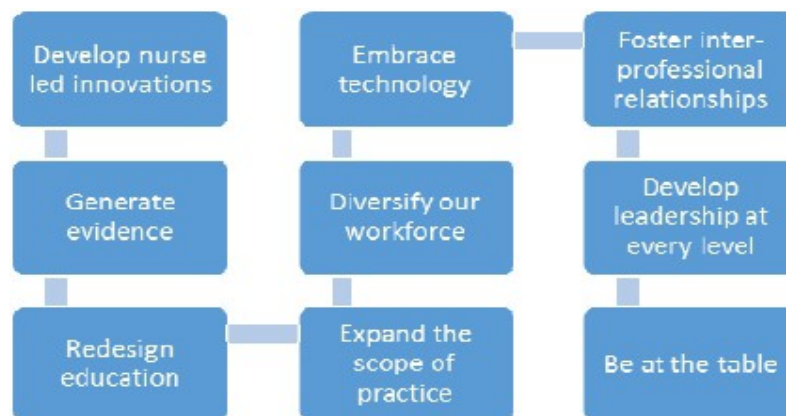 Develop nurse
led innovations
Generate
evidence
Redesign
education
Expand the
scope of
practice
Diversify our
workforce
Embrace
technology
Foster inter-
professional
relationships
Develop
leadership at
every level
Be at the table